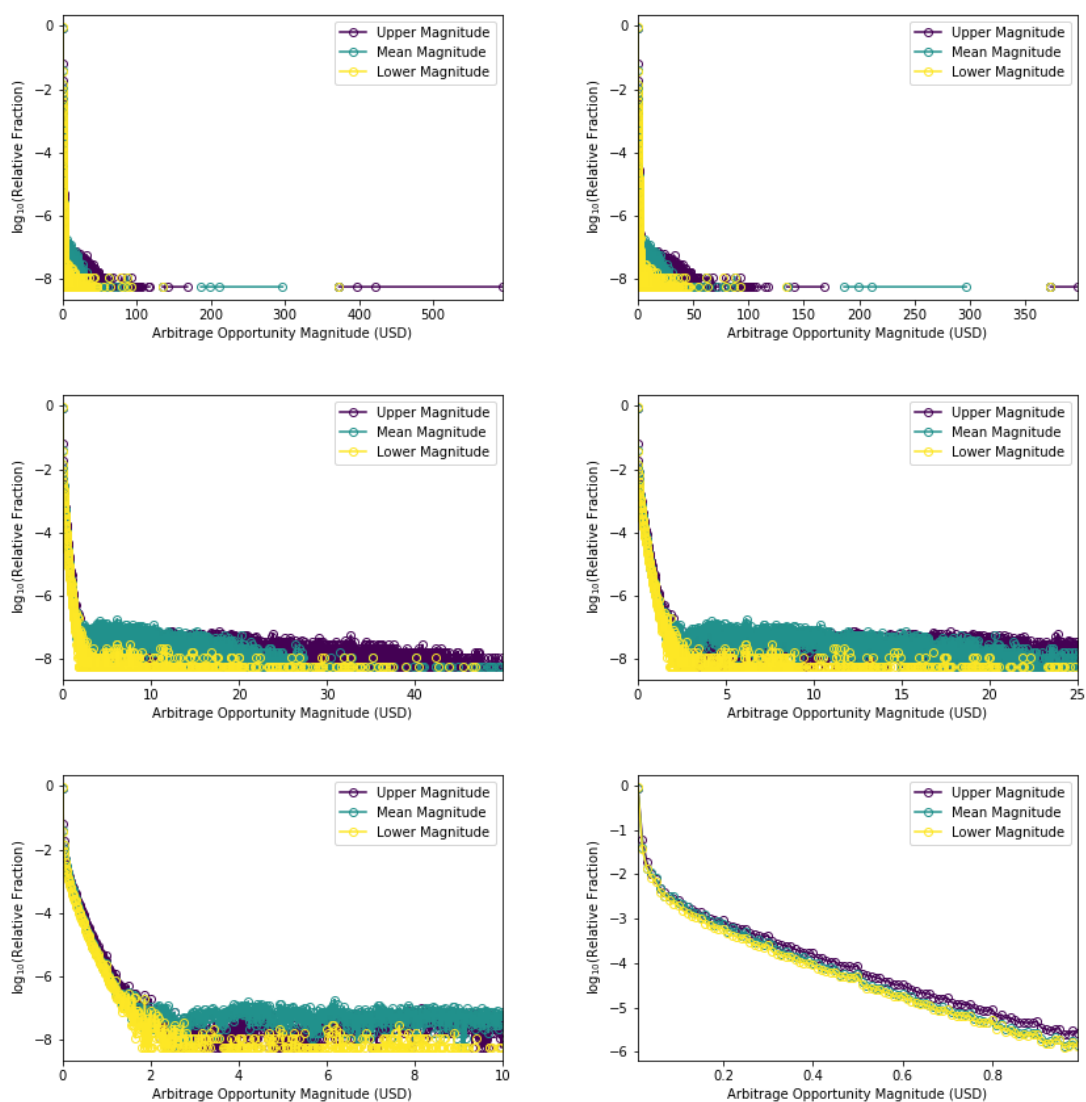 Upper Magnitude
Mean Magnitude
Lower Magnitude
log₁₀(Relative Fraction)
0
−2
−4
−6
−8
0 100 200 300 400 500
Arbitrage Opportunity Magnitude (USD)
Upper Magnitude
Mean Magnitude
Lower Magnitude
log₁₀(Relative Fraction)
0
−2
−4
−6
−8
0 50 100 150 200 250 300 350
Arbitrage Opportunity Magnitude (USD)
Upper Magnitude
Mean Magnitude
Lower Magnitude
log₁₀(Relative Fraction)
0
−2
−4
−6
−8
0 10 20 30 40
Arbitrage Opportunity Magnitude (USD)
Upper Magnitude
Mean Magnitude
Lower Magnitude
log₁₀(Relative Fraction)
0
−2
−4
−6
−8
0 5 10 15 20 25
Arbitrage Opportunity Magnitude (USD)
Upper Magnitude
Mean Magnitude
Lower Magnitude
log₁₀(Relative Fraction)
0
−2
−4
−6
−8
0 2 4 6 8 10
Arbitrage Opportunity Magnitude (USD)
Upper Magnitude
Mean Magnitude
Lower Magnitude
log₁₀(Relative Fraction)
0
−1
−2
−3
−4
−5
−6
0.2 0.4 0.6 0.8
Arbitrage Opportunity Magnitude (USD)